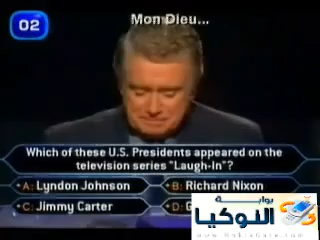 02
Mon Dieu...
Which of these U.S. Presidents appeared on the
television series "Laugh-In"?
A: Lyndon Johnson
B: Richard Nixon
C: Jimmy Carter
D: G
بوابة
النوكيا